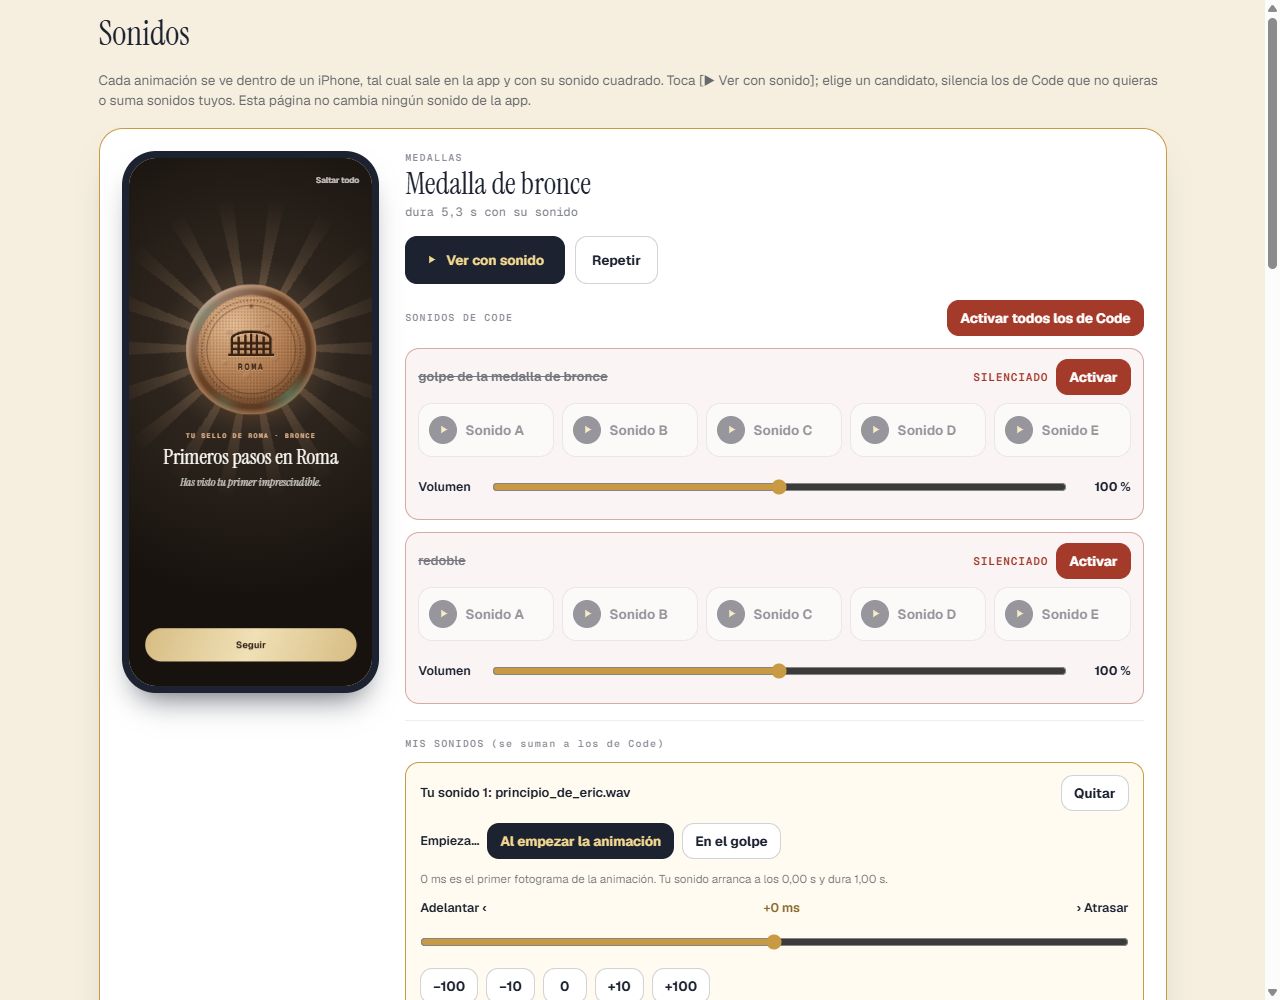 Sonidos
Cada animación se ve dentro de un iPhone, tal cual sale en la app y con su sonido cuadrado. Toca [▶ Ver con sonido]; elige un candidato, silencia los de Code que no quieras
o suma sonidos tuyos. Esta página no cambia ningún sonido de la app.
Saltar todo
ROMA
TU SELLO DE ROMA · BRONCE
Primeros pasos en Roma
Has visto tu primer imprescindible.
Seguir
MEDALLAS
Medalla de bronce
dura 5,3 s con su sonido
▶ Ver con sonido
Repetir
SONIDOS DE CODE
Activar todos los de Code
golpe de la medalla de bronce
SILENCIADO
Activar
Sonido A
Sonido B
Sonido C
Sonido D
Sonido E
Volumen
100 %
redoble
SILENCIADO
Activar
Sonido A
Sonido B
Sonido C
Sonido D
Sonido E
Volumen
100 %
MIS SONIDOS (se suman a los de Code)
Tu sonido 1: principio_de_eric.wav
Quitar
Empieza…
Al empezar la animación
En el golpe
0 ms es el primer fotograma de la animación. Tu sonido arranca a los 0,00 s y dura 1,00 s.
Adelantar ‹
+0 ms
› Atrasar
−100
−10
0
+10
+100